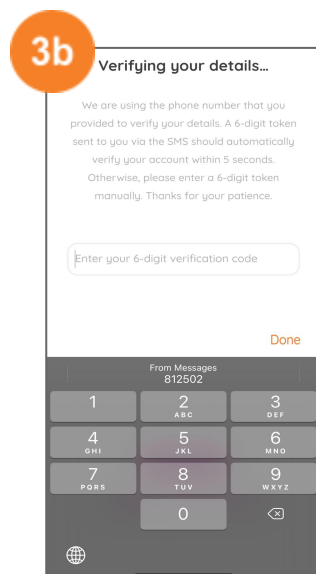 3b
Verifying your details...
We are using the phone number that you
provided to verify your details. A 6-digit token
sent to you via the SMS should automatically
verify your account within 5 seconds.
Otherwise, please enter a 6-digit token
manually. Thanks for your patience.
Enter your 6-digit verification code
Done
From Messages
812502
1 2 3
ABC DEF
4 5 6
GHI JKL MNO
7 8 9
PQRS TUV WXYZ
0